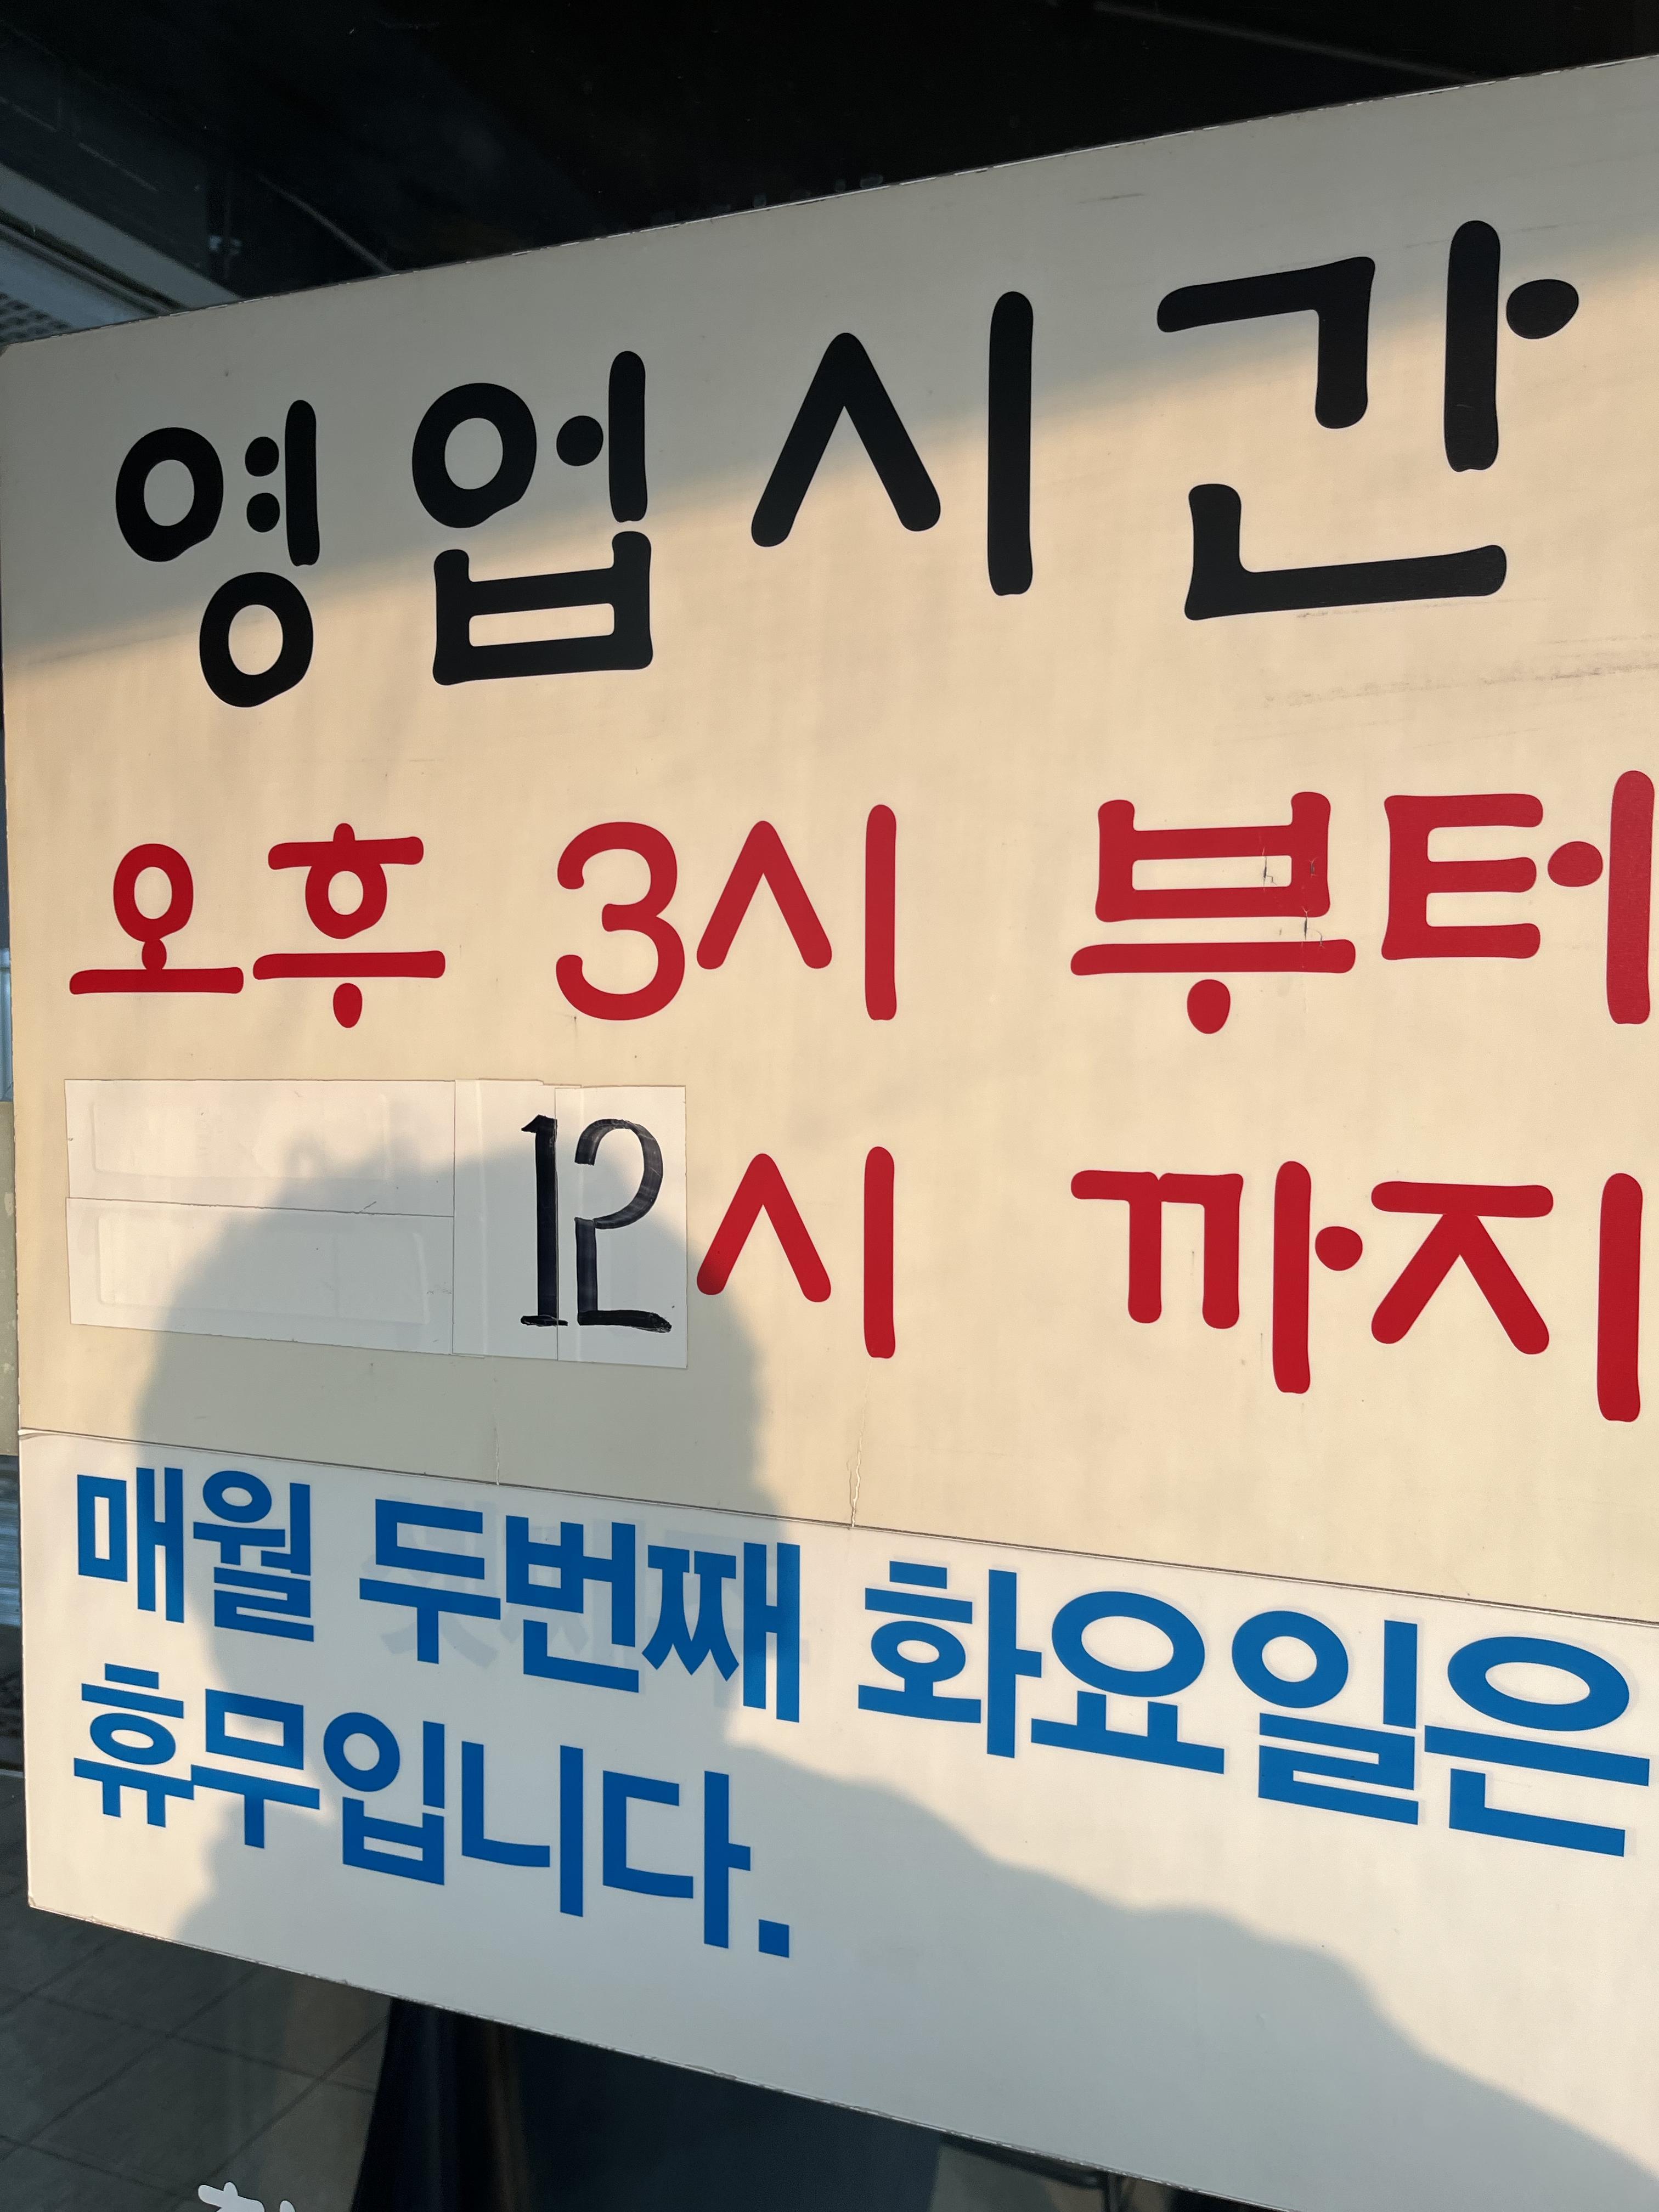 영업시간
오후 3시 부터
12시 까지
매월 두번째 화요일은
휴무입니다.